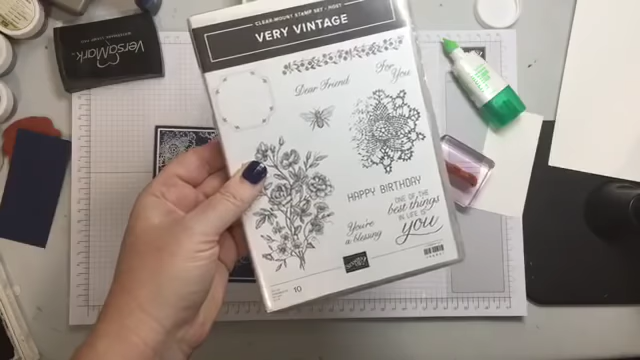 CLEAR-MOUNT STAMP SET
VERY VINTAGE
VersaMark
Dear Friend
For
You
HAPPY BIRTHDAY
ONE OF THE
best things
IN LIFE IS
you
You're
a blessing
10